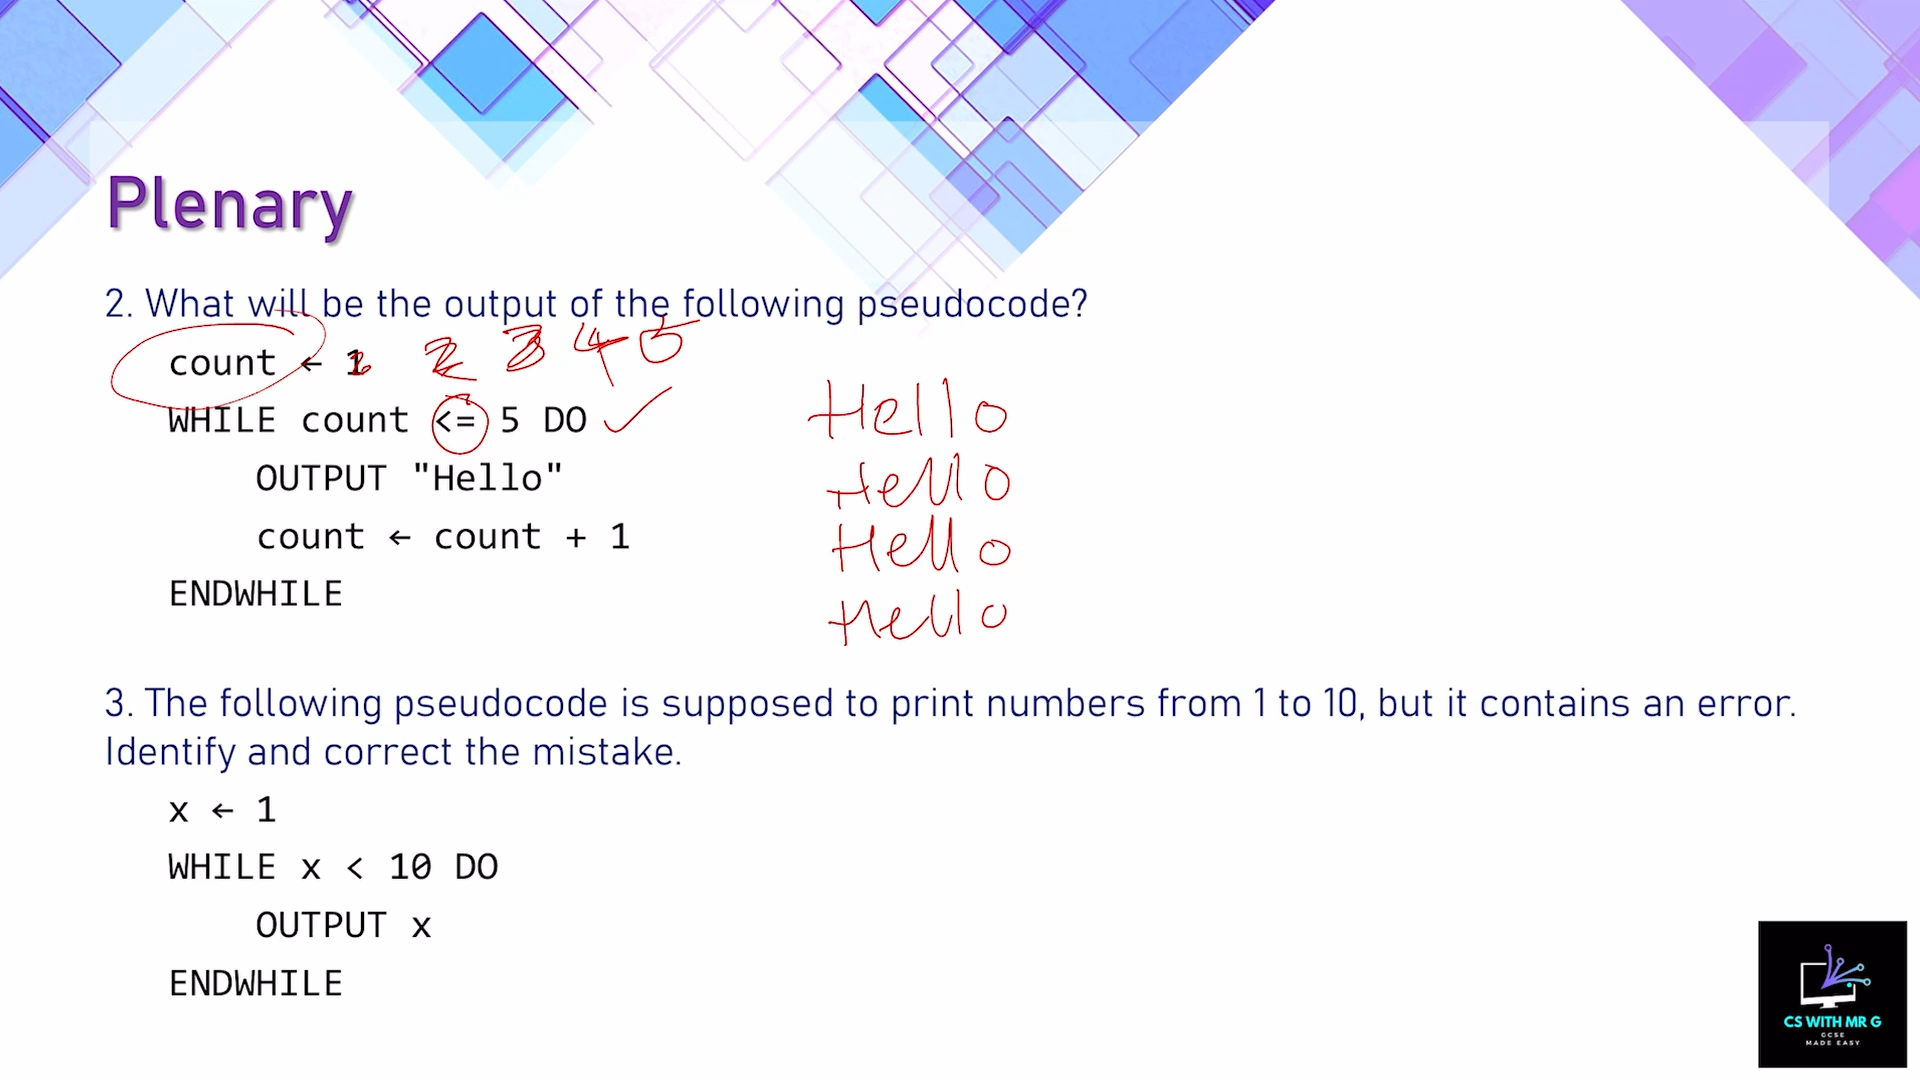 Plenary
2. What will be the output of the following pseudocode?
2 3 4 5
count ← 1
WHILE count <= 5 DO
OUTPUT "Hello"
count ← count + 1
ENDWHILE
Hello
Hello
Hello
Hello
3. The following pseudocode is supposed to print numbers from 1 to 10, but it contains an error.
Identify and correct the mistake.
x ← 1
WHILE x < 10 DO
OUTPUT x
ENDWHILE
CS WITH MR G
GCSE
MADE EASY